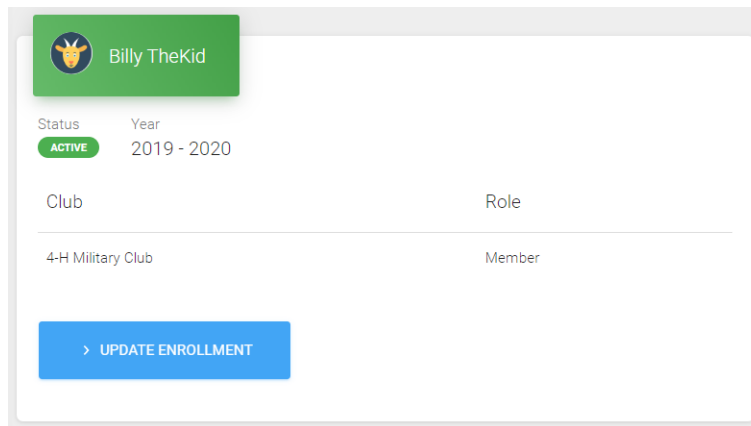 Billy TheKid
Status Year
ACTIVE 2019 - 2020
Club Role
4-H Military Club Member
> UPDATE ENROLLMENT